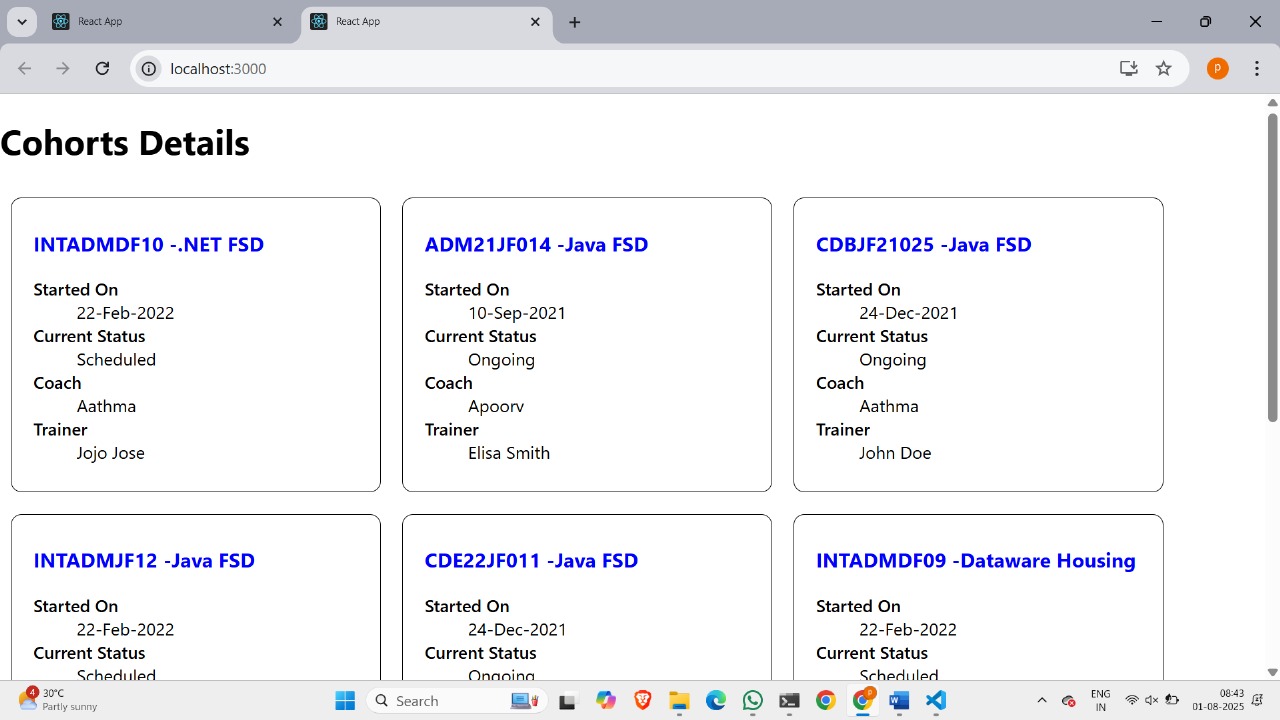 React App
React App
localhost:3000
P
Cohorts Details
INTADMDF10 -.NET FSD
Started On
22-Feb-2022
Current Status
Scheduled
Coach
Aathma
Trainer
Jojo Jose
ADM21JF014 -Java FSD
Started On
10-Sep-2021
Current Status
Ongoing
Coach
Apoorv
Trainer
Elisa Smith
CDBJF21025 -Java FSD
Started On
24-Dec-2021
Current Status
Ongoing
Coach
Aathma
Trainer
John Doe
INTADMJF12 -Java FSD
Started On
22-Feb-2022
Current Status
Scheduled
CDE22JF011 -Java FSD
Started On
24-Dec-2021
Current Status
Ongoing
INTADMDF09 -Dataware Housing
Started On
22-Feb-2022
Current Status
Scheduled
4
30°C
Partly sunny
Search
P
W
ENG
IN
08:43
01-08-2025